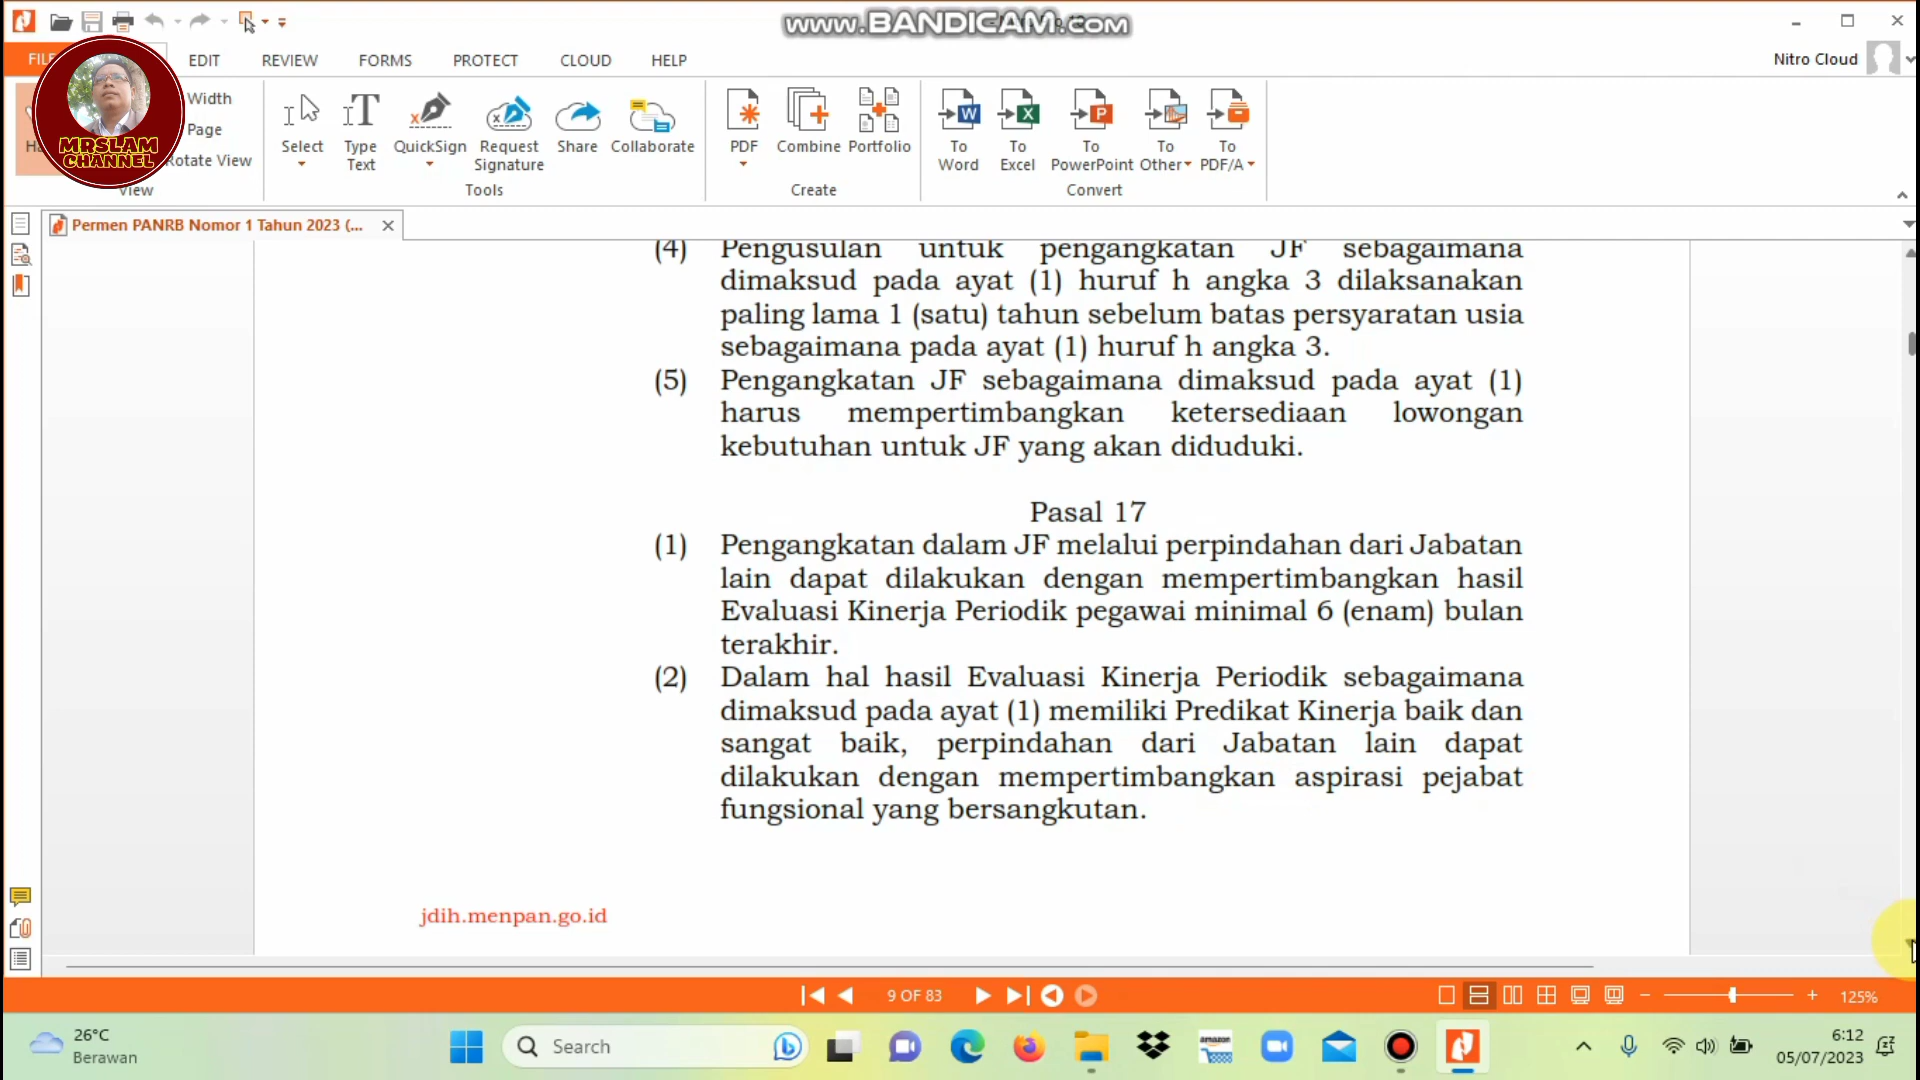 www.BANDICAM.com
FILE
EDIT
REVIEW
FORMS
PROTECT
CLOUD
HELP
Nitro Cloud
Width
Page
Rotate View
View
MRSLAM
CHANNEL
Select
Type
Text
QuickSign
Request
Signature
Share
Collaborate
Tools
PDF
Combine
Portfolio
Create
To
Word
To
Excel
To
PowerPoint
To
Other
To
PDF/A
Convert
Permen PANRB Nomor 1 Tahun 2023 (...
(4) Pengusulan untuk pengangkatan JF sebagaimana
dimaksud pada ayat (1) huruf h angka 3 dilaksanakan
paling lama 1 (satu) tahun sebelum batas persyaratan usia
sebagaimana pada ayat (1) huruf h angka 3.
(5) Pengangkatan JF sebagaimana dimaksud pada ayat (1)
harus mempertimbangkan ketersediaan lowongan
kebutuhan untuk JF yang akan diduduki.
Pasal 17
(1) Pengangkatan dalam JF melalui perpindahan dari Jabatan
lain dapat dilakukan dengan mempertimbangkan hasil
Evaluasi Kinerja Periodik pegawai minimal 6 (enam) bulan
terakhir.
(2) Dalam hal hasil Evaluasi Kinerja Periodik sebagaimana
dimaksud pada ayat (1) memiliki Predikat Kinerja baik dan
sangat baik, perpindahan dari Jabatan lain dapat
dilakukan dengan mempertimbangkan aspirasi pejabat
fungsional yang bersangkutan.
jdih.menpan.go.id
9 OF 83
125%
26°C
Berawan
Search
amazon
6:12
05/07/2023